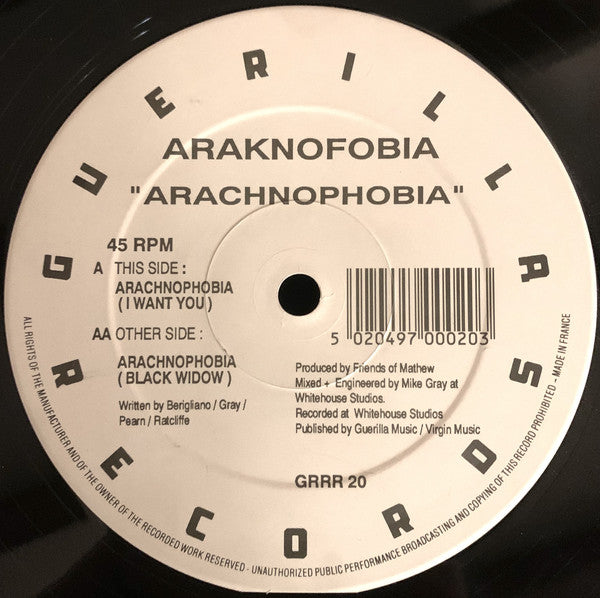 GUERILLA RECORDS
ARAKNOFOBIA
"ARACHNOPHOBIA"
45 RPM
A THIS SIDE :
ARACHNOPHOBIA
( I WANT YOU )
AA OTHER SIDE :
ARACHNOPHOBIA
( BLACK WIDOW )
Written by Berigliano / Gray /
Pearn / Ratcliffe
5 020497 000203
Produced by Friends of Mathew
Mixed + Engineered by Mike Gray at
Whitehouse Studios.
Recorded at Whitehouse Studios
Published by Guerilla Music / Virgin Music
GRRR 20
ALL RIGHTS OF THE MANUFACTURER AND OF THE OWNER OF THE RECORDED WORK RESERVED - UNAUTHORIZED PUBLIC PERFORMANCE BROADCASTING AND COPYING OF THIS RECORD PROHIBITED - MADE IN FRANCE